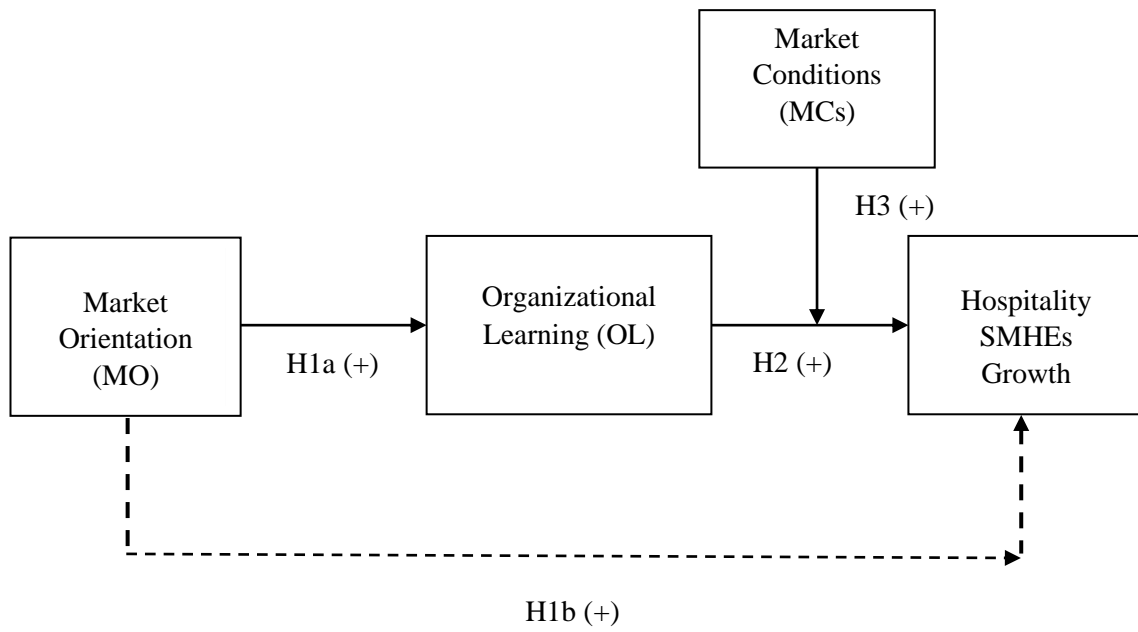 Market
Conditions
(MCs)
H3 (+)
Market
Orientation
(MO)
H1a (+)
Organizational
Learning (OL)
H2 (+)
Hospitality
SMHEs
Growth
H1b (+)